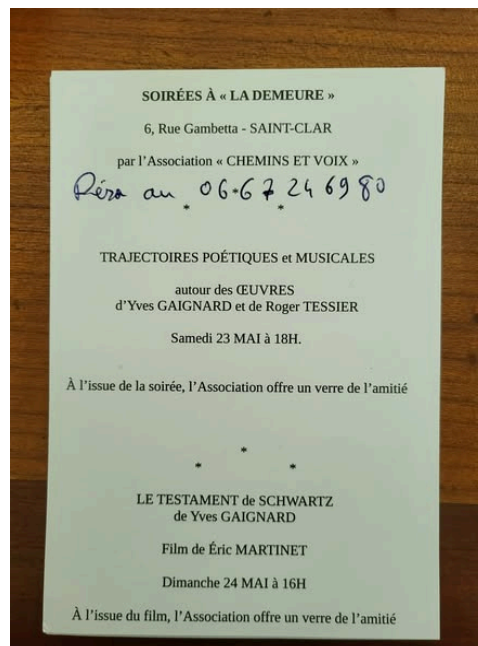 SOIRÉES À « LA DEMEURE »
6, Rue Gambetta - SAINT-CLAR
par l'Association « CHEMINS ET VOIX »
Résa au 06 67 24 69 80
*
* *
TRAJECTOIRES POÉTIQUES et MUSICALES
autour des ŒUVRES
d'Yves GAIGNARD et de Roger TESSIER
Samedi 23 MAI à 18H.
À l'issue de la soirée, l'Association offre un verre de l'amitié
*
* *
LE TESTAMENT de SCHWARTZ
de Yves GAIGNARD
Film de Éric MARTINET
Dimanche 24 MAI à 16H
À l'issue du film, l'Association offre un verre de l'amitié